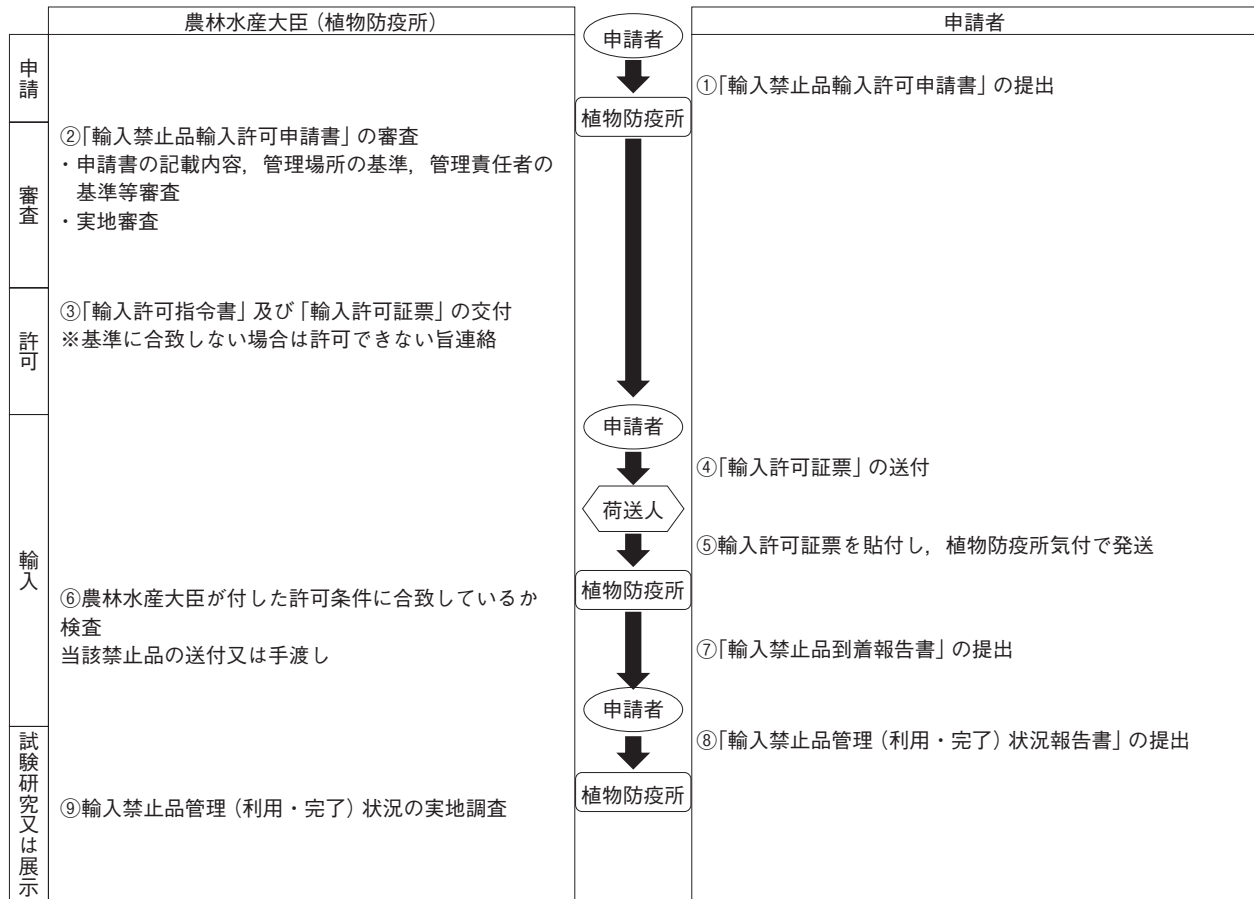 農林水産大臣（植物防疫所）
申請者
申請者
申請
①「輸入禁止品輸入許可申請書」の提出
植物防疫所
審査
②「輸入禁止品輸入許可申請書」の審査
・申請書の記載内容，管理場所の基準，管理責任者の
基準等審査
・実地審査
許可
③「輸入許可指令書」及び「輸入許可証票」の交付
※基準に合致しない場合は許可できない旨連絡
輸入
申請者
④「輸入許可証票」の送付
荷送人
⑤輸入許可証票を貼付し，植物防疫所気付で発送
植物防疫所
⑥農林水産大臣が付した許可条件に合致しているか
検査
当該禁止品の送付又は手渡し
⑦「輸入禁止品到着報告書」の提出
申請者
試験研究又は展示
⑧「輸入禁止品管理（利用・完了）状況報告書」の提出
植物防疫所
⑨輸入禁止品管理（利用・完了）状況の実地調査